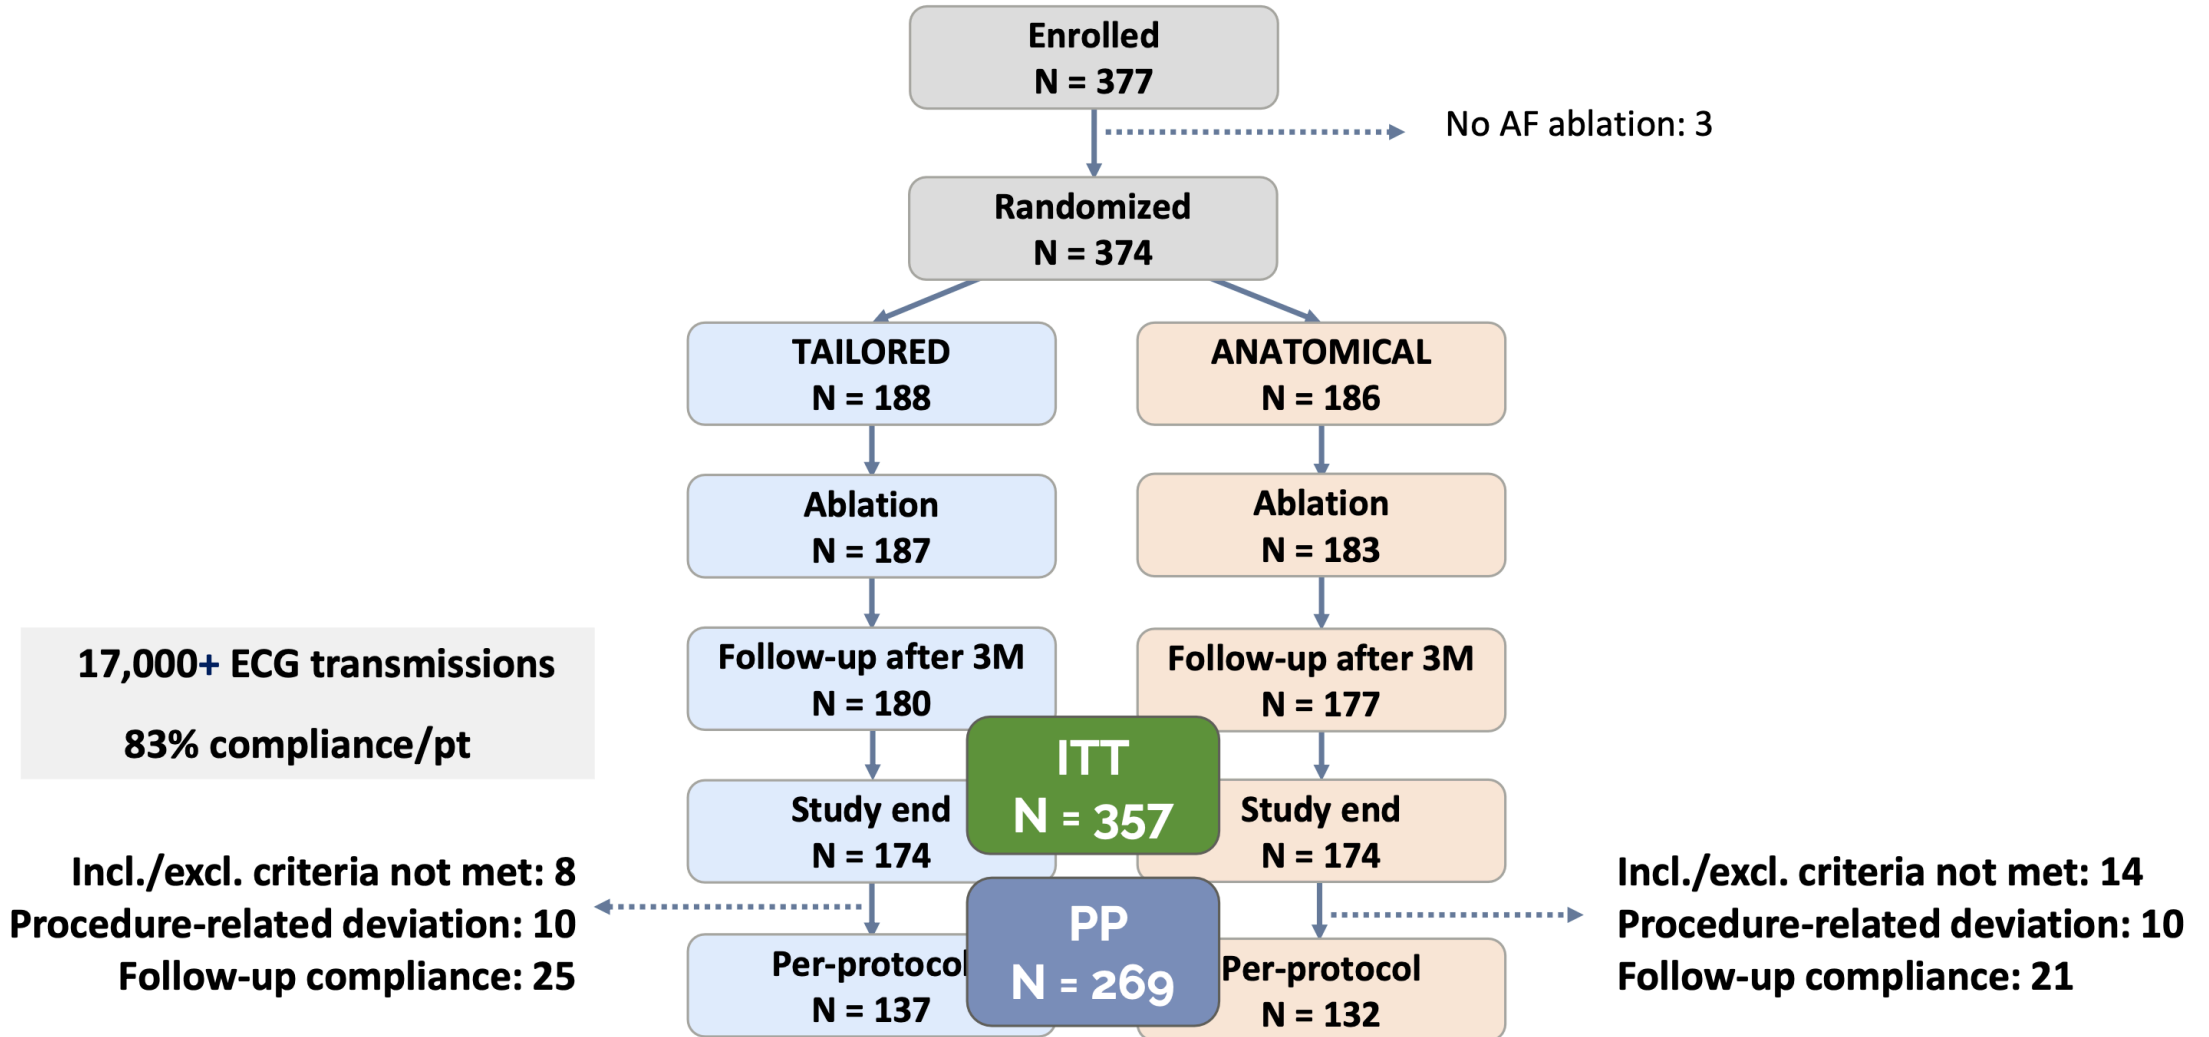 Enrolled
N = 377
No AF ablation: 3
Randomized
N = 374
TAILORED
N = 188
ANATOMICAL
N = 186
Ablation
N = 187
Ablation
N = 183
Follow-up after 3M
N = 180
Follow-up after 3M
N = 177
17,000+ ECG transmissions
83% compliance/pt
ITT
N = 357
Study end
N = 174
Study end
N = 174
Incl./excl. criteria not met: 8
Procedure-related deviation: 10
Follow-up compliance: 25
Incl./excl. criteria not met: 14
Procedure-related deviation: 10
Follow-up compliance: 21
PP
N = 269
Per-protocol
N = 137
Per-protocol
N = 132